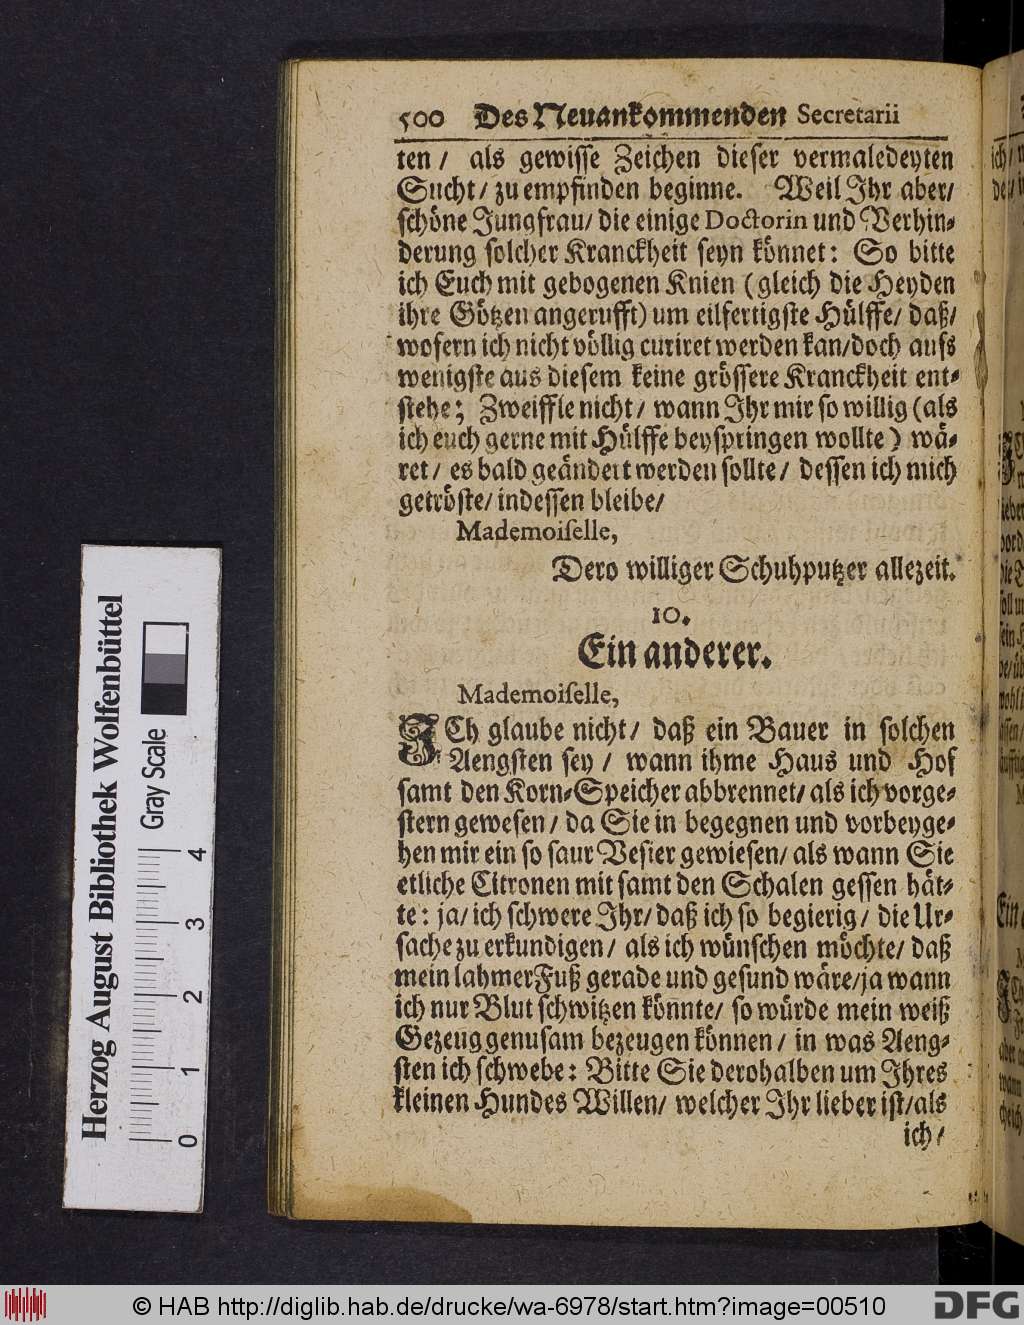 500 Des Neuankommenden Secretarii
ten / als gewisse Zeichen dieser vermaledeyten
Sucht / zu empfinden beginne. Weil Ihr aber /
schöne Jungfrau / die einige Doctorin und Verhin-
derung solcher Kranckheit seyn könnet: So bitte
ich Euch mit gebogenen Knien (gleich die Heyden
ihre Götzen angerufft) um eilfertigste Hülffe / daß /
wofern ich nicht völlig curiret werden kan / doch aufs
wenigste aus diesem keine grössere Kranckheit ent-
stehe; Zweiffle nicht / wann Ihr mir so willig (als
ich euch gerne mit Hülffe beyspringen wollte) wä-
ret / es bald geändert werden sollte / dessen ich mich
getröste / indessen bleibe /
Mademoiselle,
Dero williger Schuhputzer allezeit.
10.
Ein anderer.
Mademoiselle,
ICh glaube nicht / daß ein Bauer in solchen
Aengsten sey / wann ihme Haus und Hof
samt den Korn-Speicher abbrennet / als ich vorge-
stern gewesen / da Sie in begegnen und vorbeyge-
hen mir ein so saur Vesier gewiesen / als wann Sie
etliche Citronen mit samt den Schalen gessen hät-
te: ja / ich schwere Ihr / daß ich so begierig / die Ur-
sache zu erkundigen / als ich wünschen möchte / daß
mein lahmer Fuß gerade und gesund wäre / ja wann
ich nur Blut schwitzen könnte / so würde mein weiß
Gezeug genusam bezeugen können / in was Aeng-
sten ich schwebe: Bitte Sie derohalben um Ihres
kleinen Hundes Willen / welcher Ihr lieber ist / als
ich /
Herzog August Bibliothek Wolfenbüttel
Gray Scale
0 1 2 3 4
© HAB http://diglib.hab.de/drucke/wa-6978/start.htm?image=00510
DFG